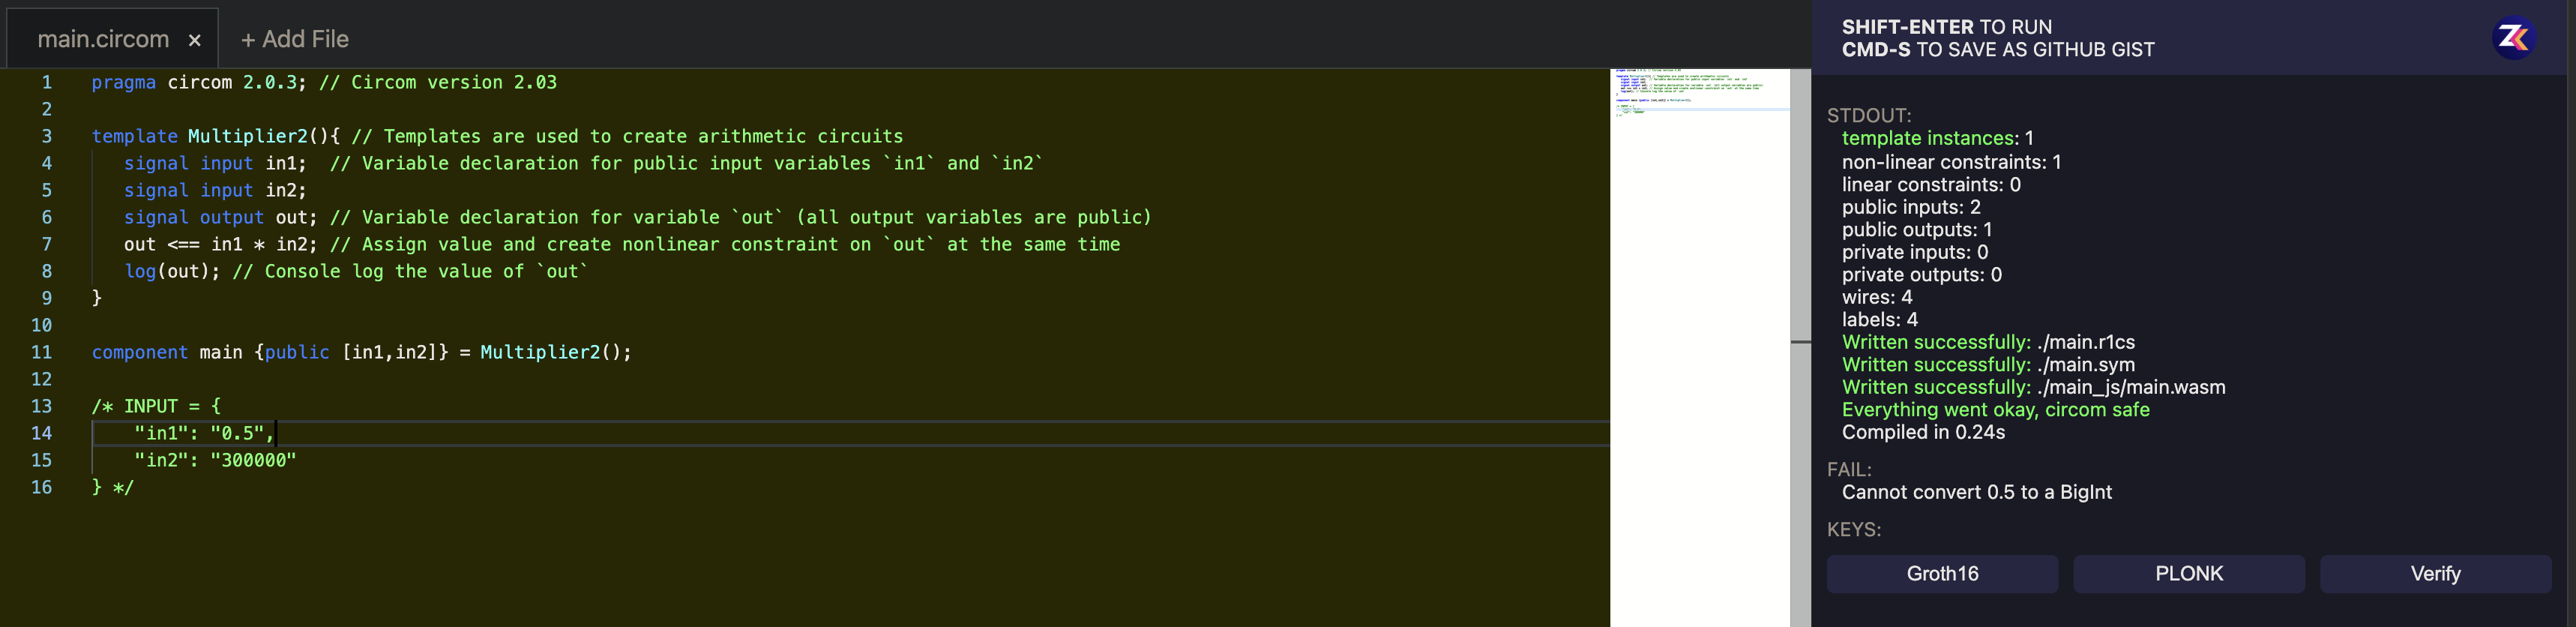 main.circom × + Add File
1 pragma circom 2.0.3; // Circom version 2.03
2
3 template Multiplier2(){ // Templates are used to create arithmetic circuits
4 signal input in1;  // Variable declaration for public input variables `in1` and `in2`
5 signal input in2;
6 signal output out; // Variable declaration for variable `out` (all output variables are public)
7 out <== in1 * in2; // Assign value and create nonlinear constraint on `out` at the same time
8 log(out); // Console log the value of `out`
9 }
10
11 component main {public [in1,in2]} = Multiplier2();
12
13 /* INPUT = {
14 "in1": "0.5",
15 "in2": "300000"
16 } */
SHIFT-ENTER TO RUN
CMD-S TO SAVE AS GITHUB GIST
ZK
STDOUT:
template instances: 1
non-linear constraints: 1
linear constraints: 0
public inputs: 2
public outputs: 1
private inputs: 0
private outputs: 0
wires: 4
labels: 4
Written successfully: ./main.r1cs
Written successfully: ./main.sym
Written successfully: ./main_js/main.wasm
Everything went okay, circom safe
Compiled in 0.24s
FAIL:
Cannot convert 0.5 to a BigInt
KEYS:
Groth16 PLONK Verify